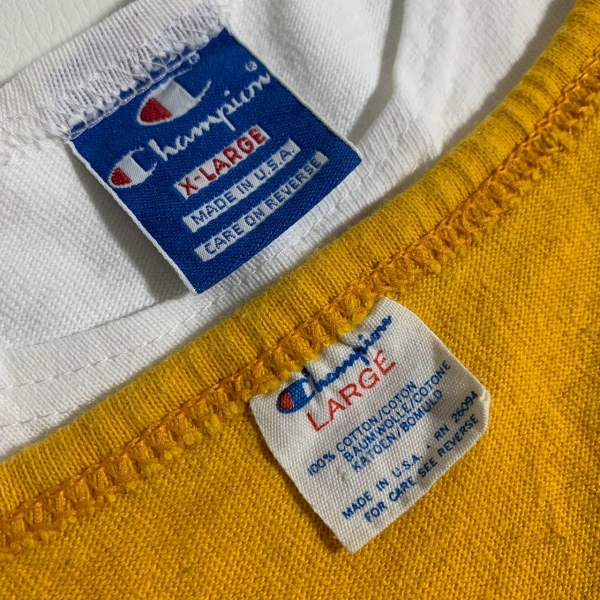 Champion®
X-LARGE
MADE IN U.S.A.
CARE ON REVERSE
Champion
LARGE
100% COTTON/COTON
BAUMWOLLE/COTONE
KATOEN/BOMULD
MADE IN U.S.A. RN 26094
FOR CARE SEE REVERSE